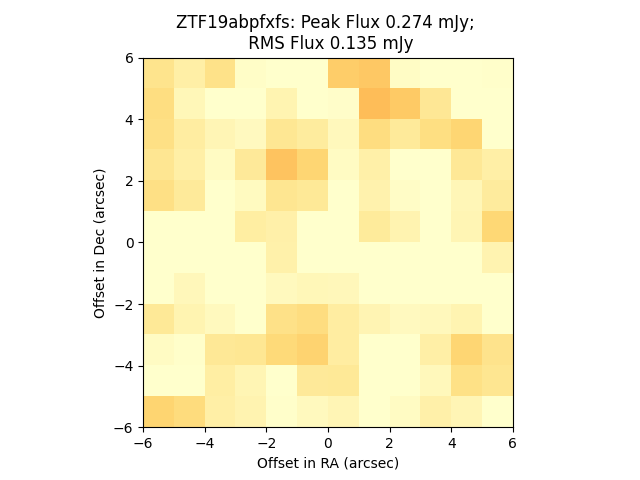 ZTF19abpfxfs: Peak Flux 0.274 mJy;
RMS Flux 0.135 mJy
6
4
2
0
−2
−4
−6
Offset in Dec (arcsec)
−6 −4 −2 0 2 4 6
Offset in RA (arcsec)